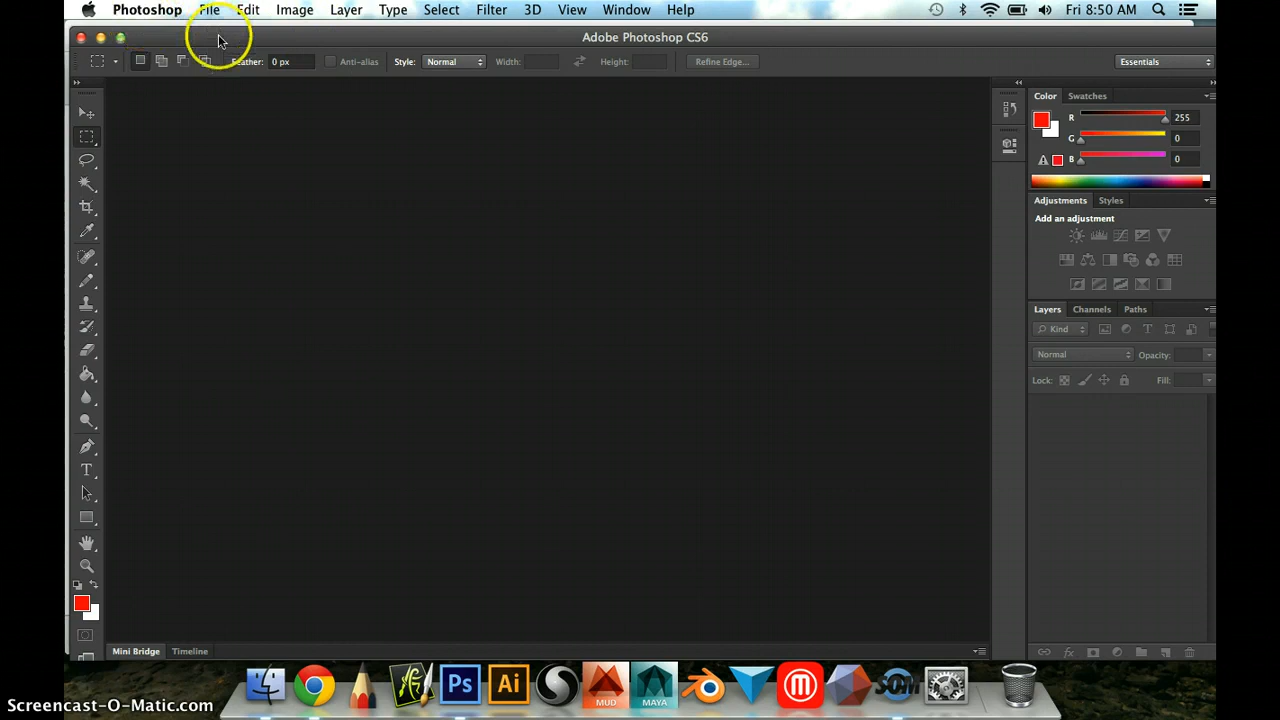 Photoshop File Edit Image Layer Type Select Filter 3D View Window Help Fri 8:50 AM
Adobe Photoshop CS6
Feather: 0 px Anti-alias Style: Normal Width: Height: Refine Edge... Essentials
Color Swatches
R 255
G 0
B 0
Adjustments Styles
Add an adjustment
Layers Channels Paths
Kind
Normal Opacity:
Lock: Fill:
Mini Bridge Timeline
Ps Ai MUD MAYA SOM
Screencast-O-Matic.com